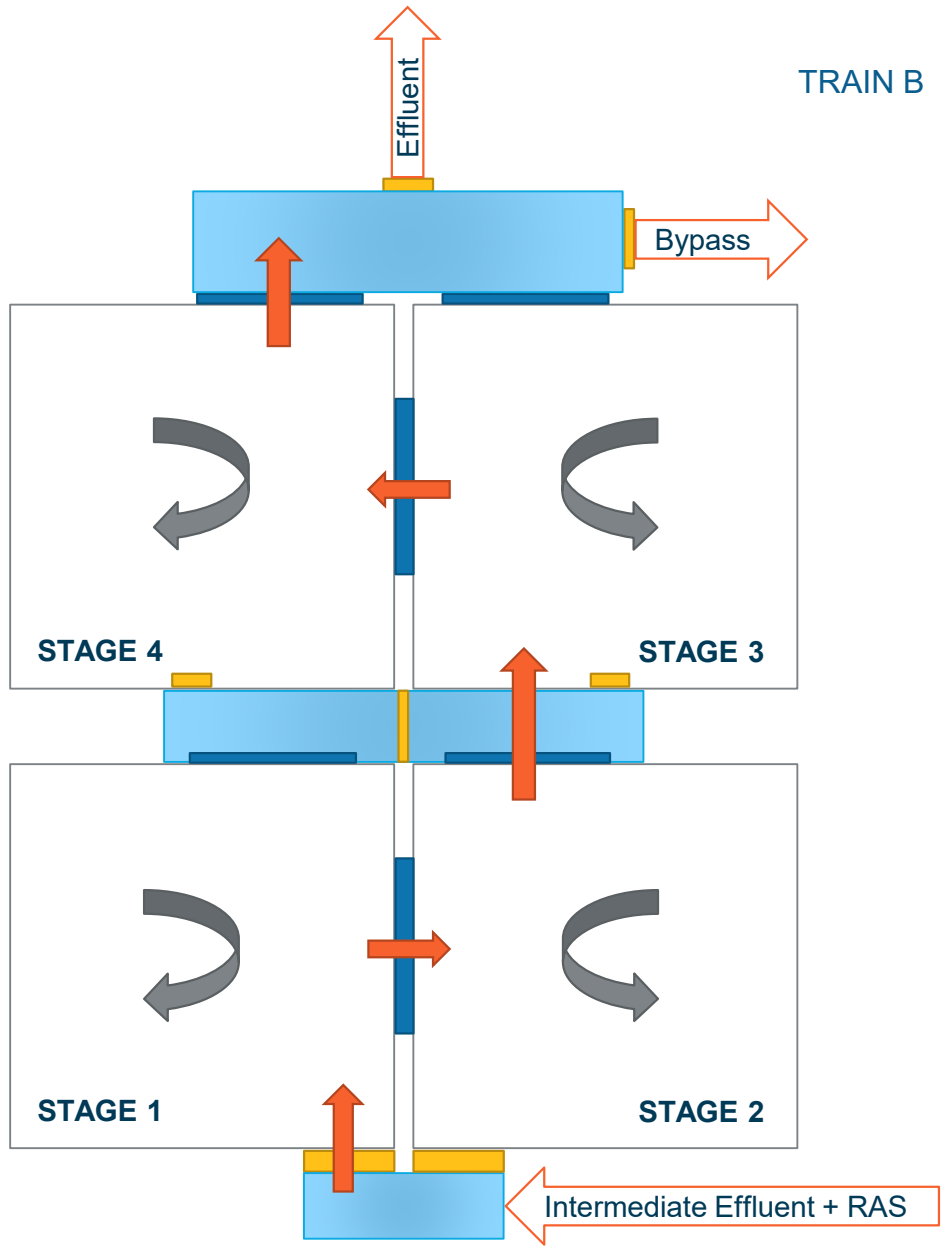 TRAIN B
Effluent
Bypass
STAGE 4
STAGE 3
STAGE 1
STAGE 2
Intermediate Effluent + RAS